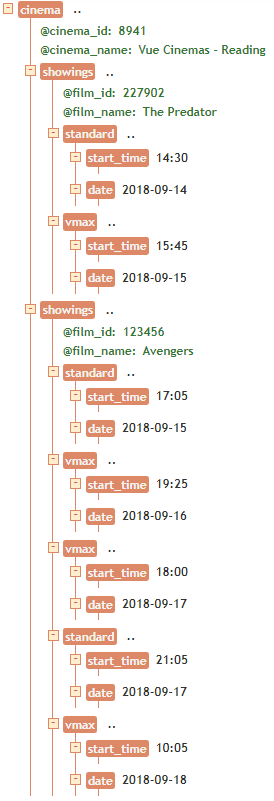 cinema ..
@cinema_id: 8941
@cinema_name: Vue Cinemas - Reading
showings ..
@film_id: 227902
@film_name: The Predator
standard ..
start_time 14:30
date 2018-09-14
vmax ..
start_time 15:45
date 2018-09-15
showings ..
@film_id: 123456
@film_name: Avengers
standard ..
start_time 17:05
date 2018-09-15
vmax ..
start_time 19:25
date 2018-09-16
vmax ..
start_time 18:00
date 2018-09-17
standard ..
start_time 21:05
date 2018-09-17
vmax ..
start_time 10:05
date 2018-09-18